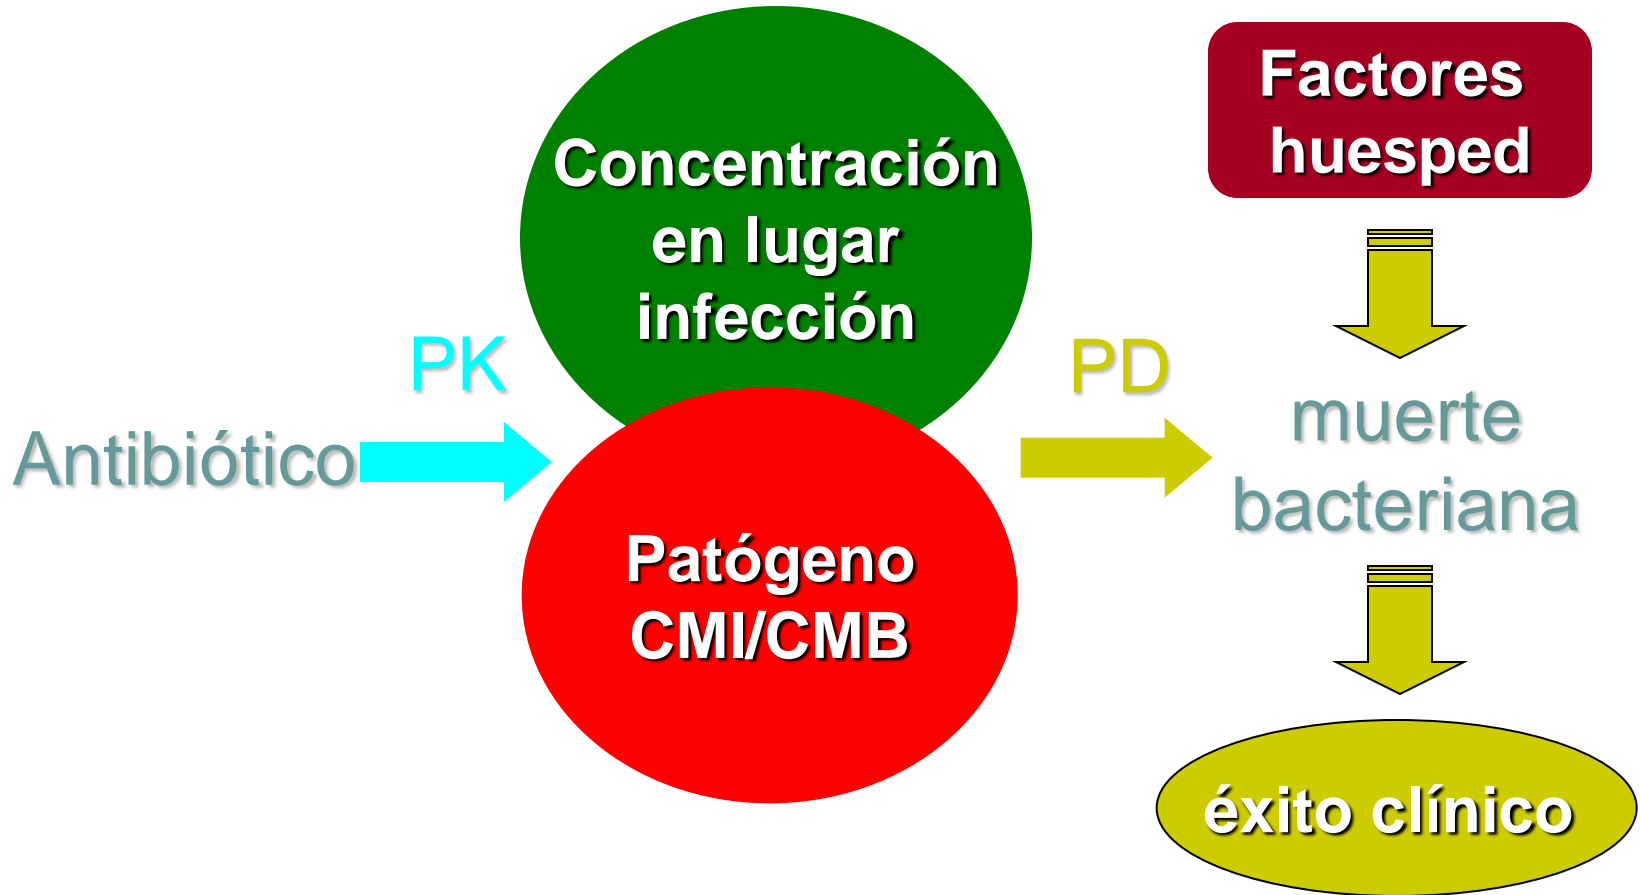 Antibiótico
PK
Concentración
en lugar
infección
Patógeno
CMI/CMB
PD
Factores
huesped
muerte
bacteriana
éxito clínico